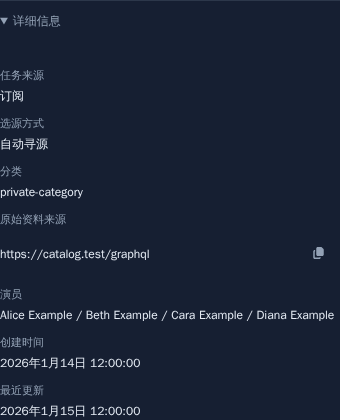 详细信息
任务来源
订阅
选源方式
自动寻源
分类
private-category
原始资料来源
https://catalog.test/graphql
演员
Alice Example / Beth Example / Cara Example / Diana Example
创建时间
2026年1月14日 12:00:00
最近更新
2026年1月15日 12:00:00